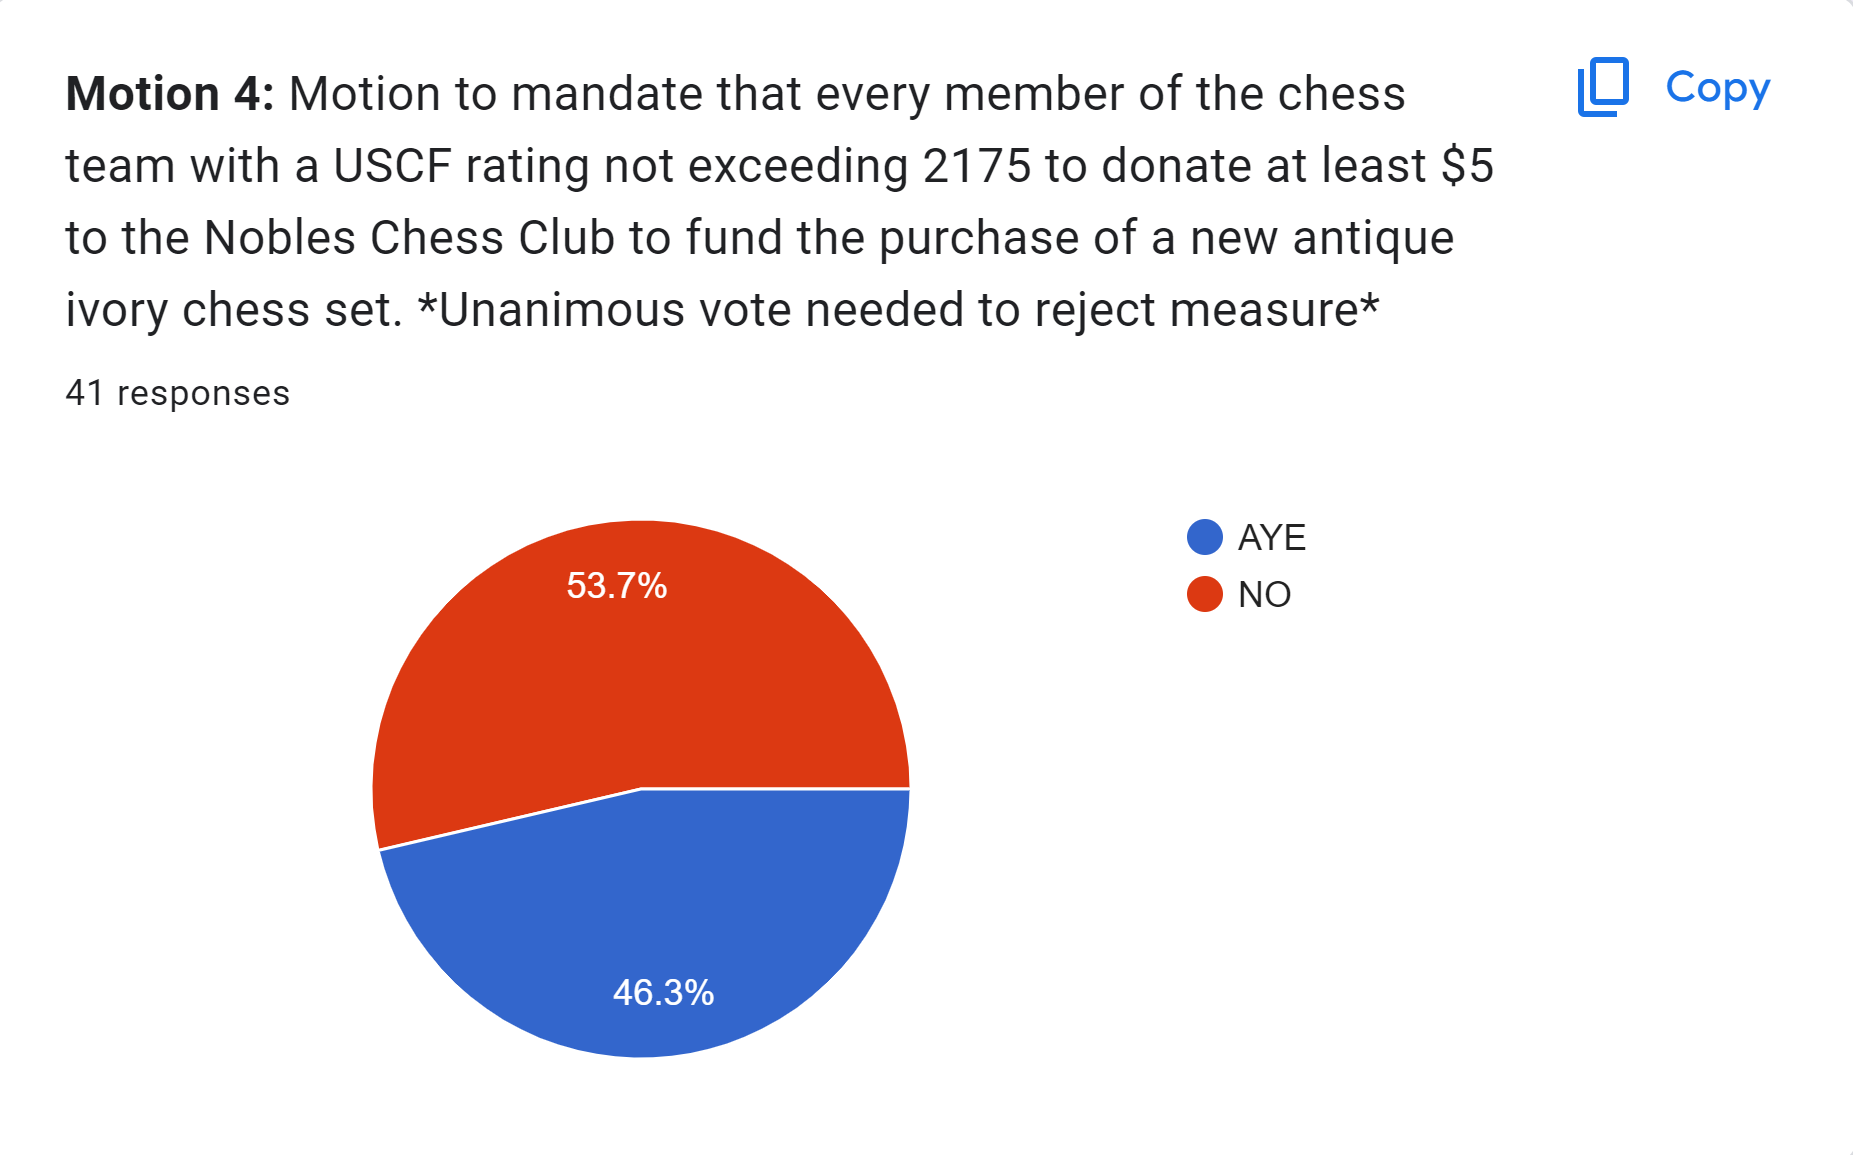 Motion 4: Motion to mandate that every member of the chess
team with a USCF rating not exceeding 2175 to donate at least $5
to the Nobles Chess Club to fund the purchase of a new antique
ivory chess set. *Unanimous vote needed to reject measure*
Copy
41 responses
AYE
NO
53.7%
46.3%